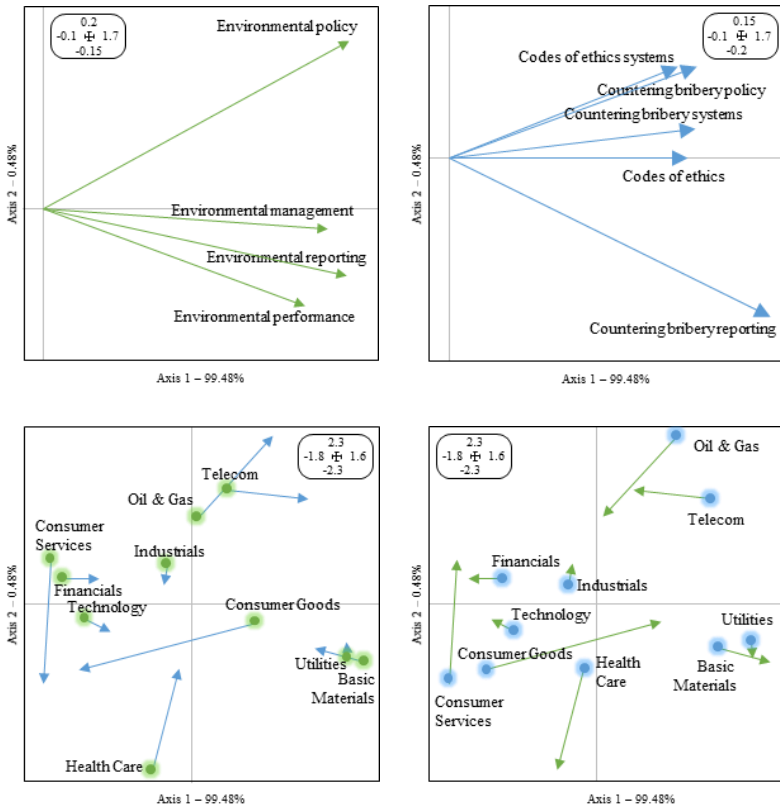 0.2
-0.1 ✠ 1.7
-0.15
Environmental policy
Environmental management
Environmental reporting
Environmental performance
Axis 2 – 0.48%
Axis 1 – 99.48%
0.15
-0.1 ✠ 1.7
-0.2
Codes of ethics systems
Countering bribery policy
Countering bribery systems
Codes of ethics
Countering bribery reporting
Axis 2 – 0.48%
Axis 1 – 99.48%
2.3
-1.8 ✠ 1.6
-2.3
Telecom
Oil & Gas
Consumer
Services
Industrials
Financials
Technology
Consumer Goods
Utilities
Basic
Materials
Health Care
Axis 2 – 0.48%
Axis 1 – 99.48%
2.3
-1.8 ✠ 1.6
-2.3
Oil & Gas
Telecom
Financials
Industrials
Technology
Utilities
Consumer Goods
Health
Care
Basic
Materials
Consumer
Services
Axis 2 – 0.48%
Axis 1 – 99.48%